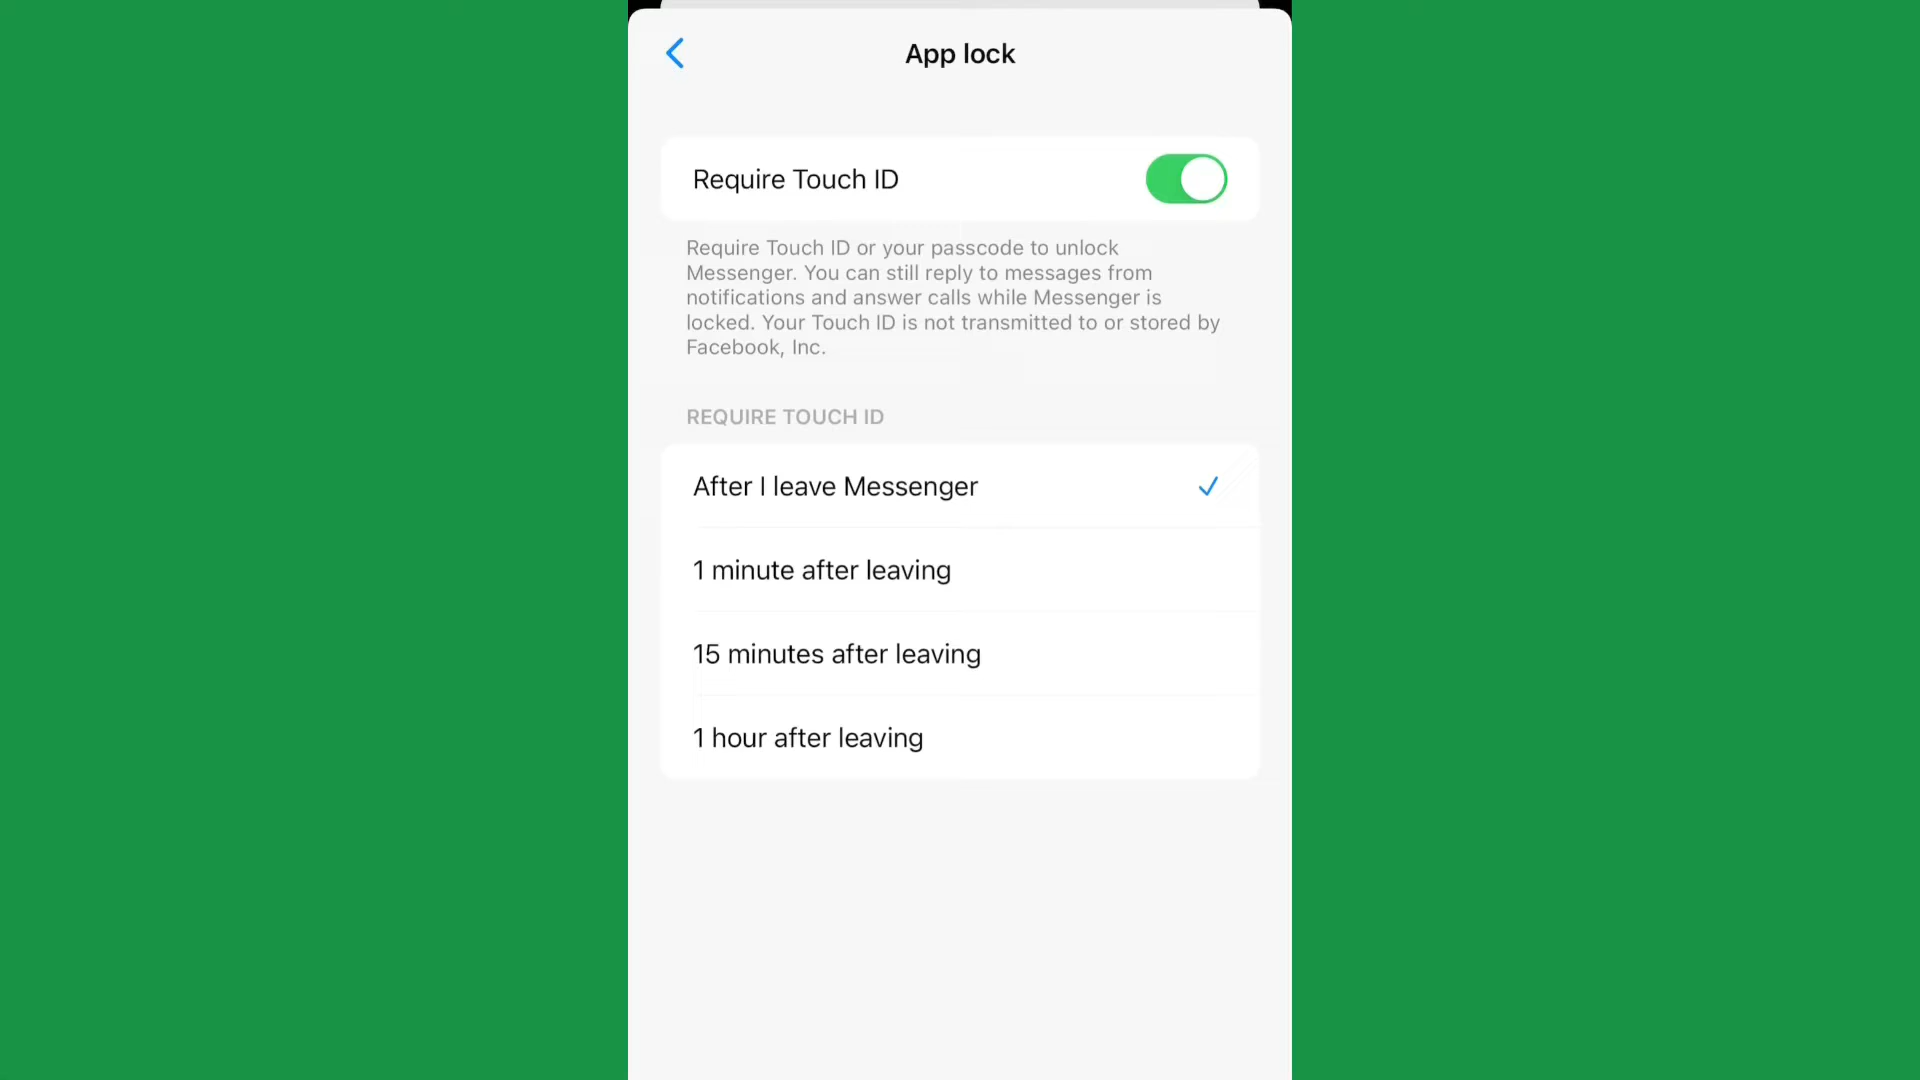 App lock
Require Touch ID
Require Touch ID or your passcode to unlock
Messenger. You can still reply to messages from
notifications and answer calls while Messenger is
locked. Your Touch ID is not transmitted to or stored by
Facebook, Inc.
REQUIRE TOUCH ID
After I leave Messenger
1 minute after leaving
15 minutes after leaving
1 hour after leaving